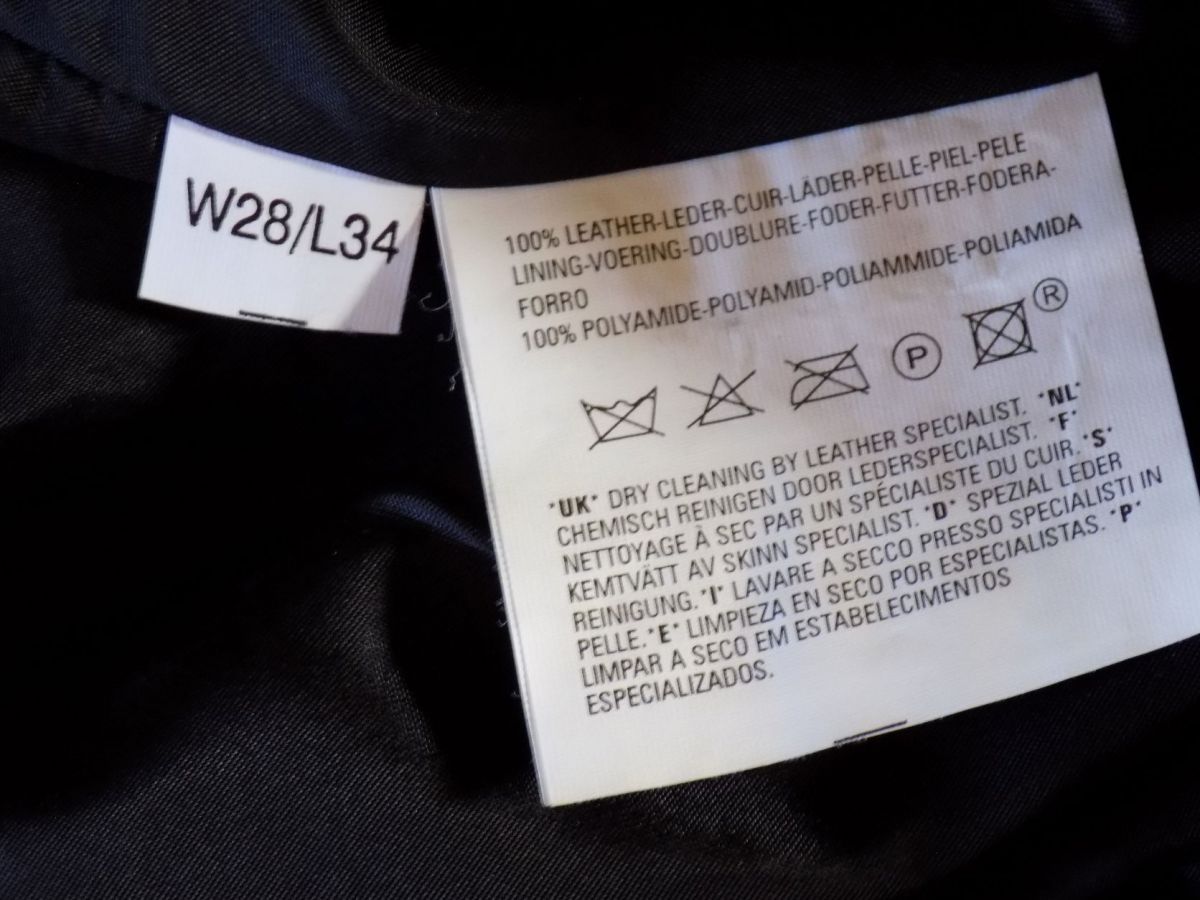 W28/L34
100% LEATHER-LEDER-CUIR-LÄDER-PELLE-PIEL-PELE
LINING-VOERING-DOUBLURE-FODER-FUTTER-FODERA-
FORRO
100% POLYAMIDE-POLYAMID-POLIAMMIDE-POLIAMIDA
P
R
*UK* DRY CLEANING BY LEATHER SPECIALIST. *NL*
CHEMISCH REINIGEN DOOR LEDERSPECIALIST. *F*
NETTOYAGE À SEC PAR UN SPÉCIALISTE DU CUIR. *S*
KEMTVÄTT AV SKINN SPECIALIST. *D* SPEZIAL LEDER
REINIGUNG. *I* LAVARE A SECCO PRESSO SPECIALISTI IN
PELLE. *E* LIMPIEZA EN SECO POR ESPECIALISTAS. *P*
LIMPAR A SECO EM ESTABELECIMENTOS
ESPECIALIZADOS.